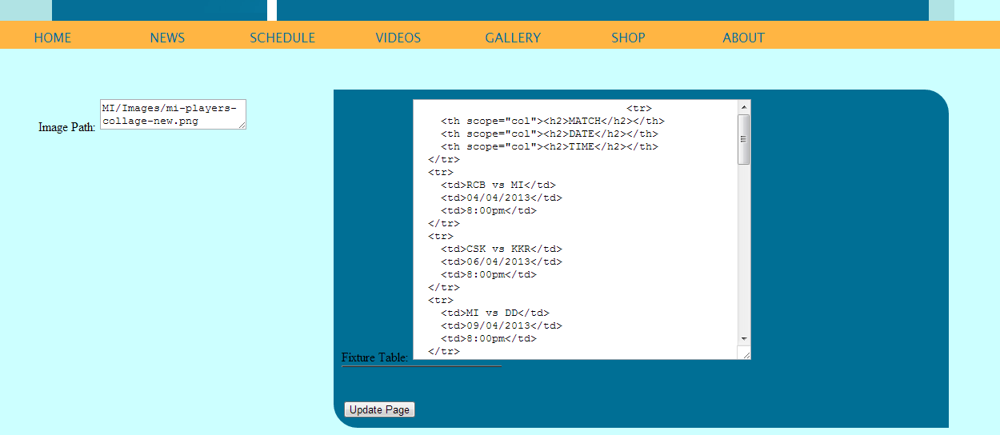 HOME NEWS SCHEDULE VIDEOS GALLERY SHOP ABOUT
Image Path:
MI/Images/mi-players-
collage-new.png
Fixture Table:
<tr>
<th scope="col"><h2>MATCH</h2></th>
<th scope="col"><h2>DATE</h2></th>
<th scope="col"><h2>TIME</h2></th>
</tr>
<tr>
<td>RCB vs MI</td>
<td>04/04/2013</td>
<td>8:00pm</td>
</tr>
<tr>
<td>CSK vs KKR</td>
<td>06/04/2013</td>
<td>8:00pm</td>
</tr>
<tr>
<td>MI vs DD</td>
<td>09/04/2013</td>
<td>8:00pm</td>
</tr>
Update Page